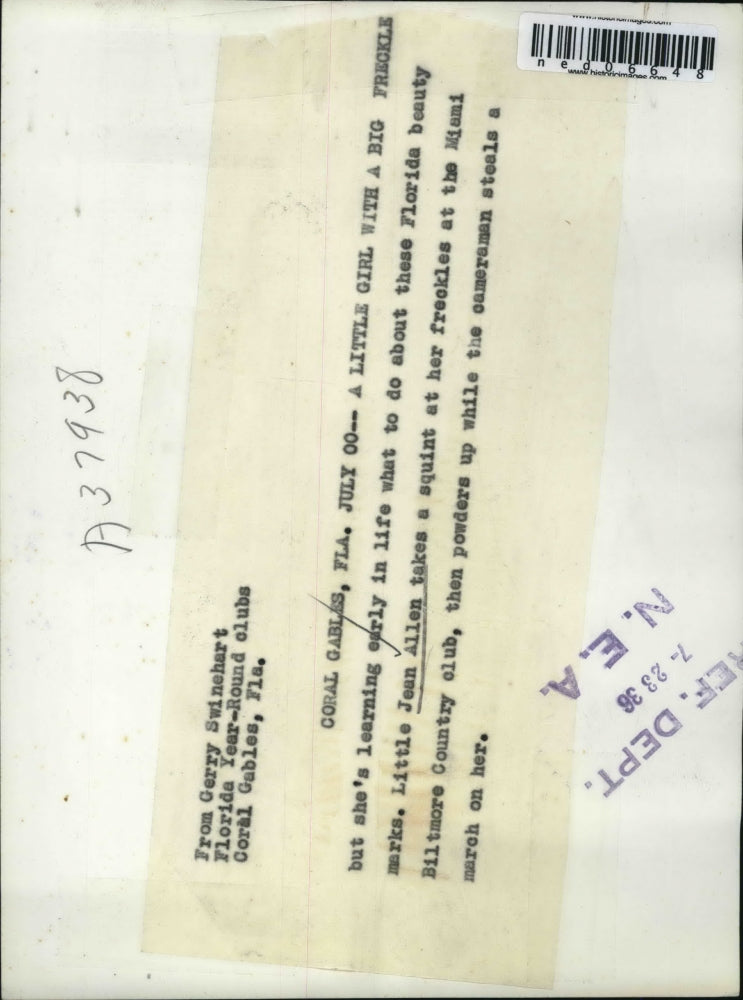 www.historicimages.com
ned06648
www.historicimages.com
A37938
From Gerry Swinehart
Florida Year-Round clubs
Coral Gables, Fla.
CORAL GABLES, FLA. JULY 00-- A LITTLE GIRL WITH A BIG FRECKLE
but she's learning early in life what to do about these Florida beauty
marks. Little Jean Allen takes a squint at her freckles at the Miami
Biltmore Country club, then powders up while the cameraman steals a
march on her.
N. E. A.
7-23 36
REF. DEPT.